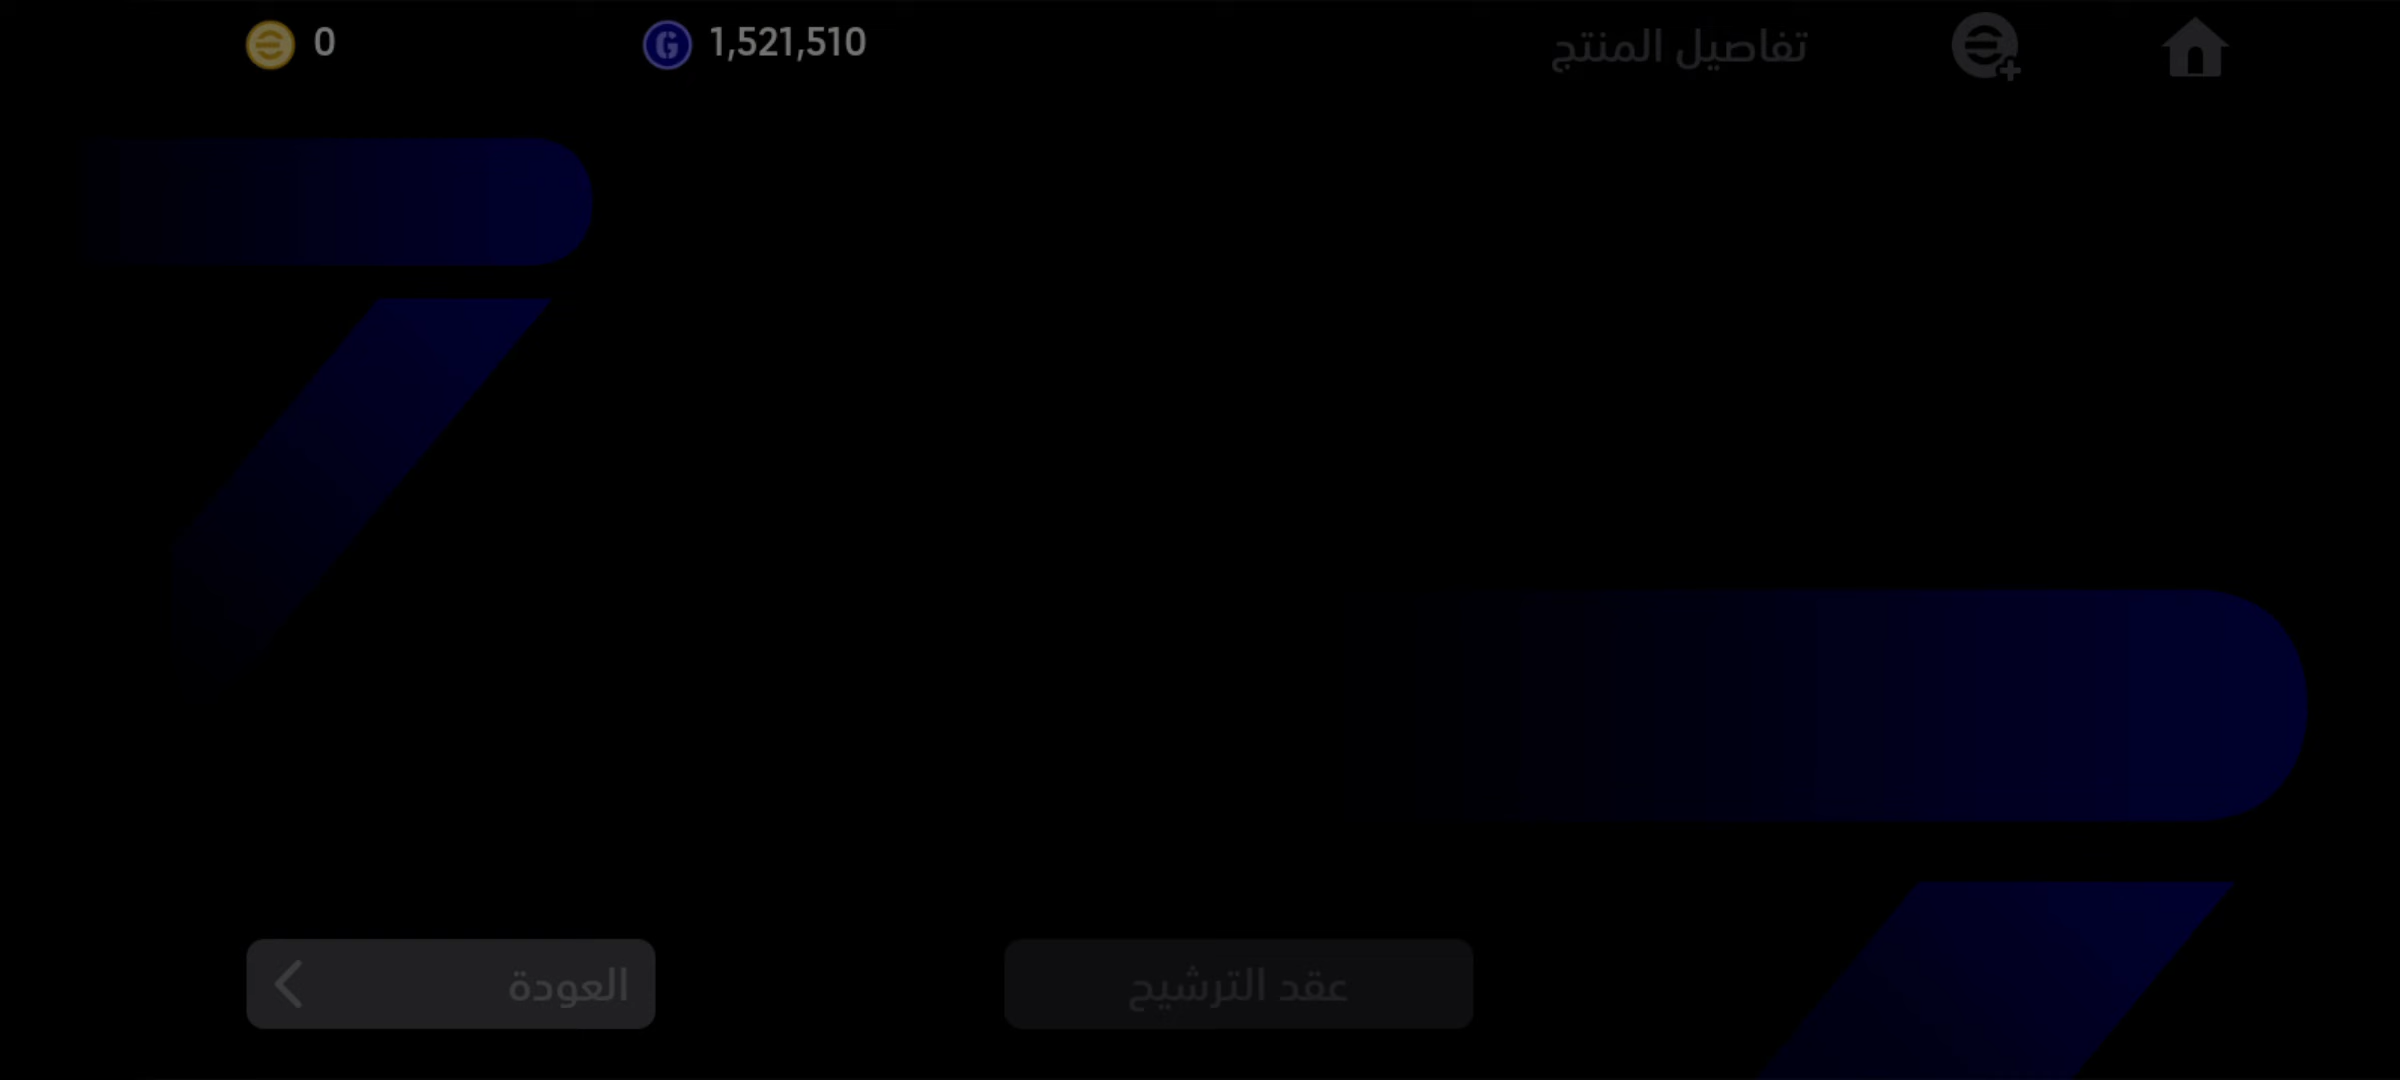 تفاصيل المنتج
1,521,510
0
عقد الترشيح
العودة